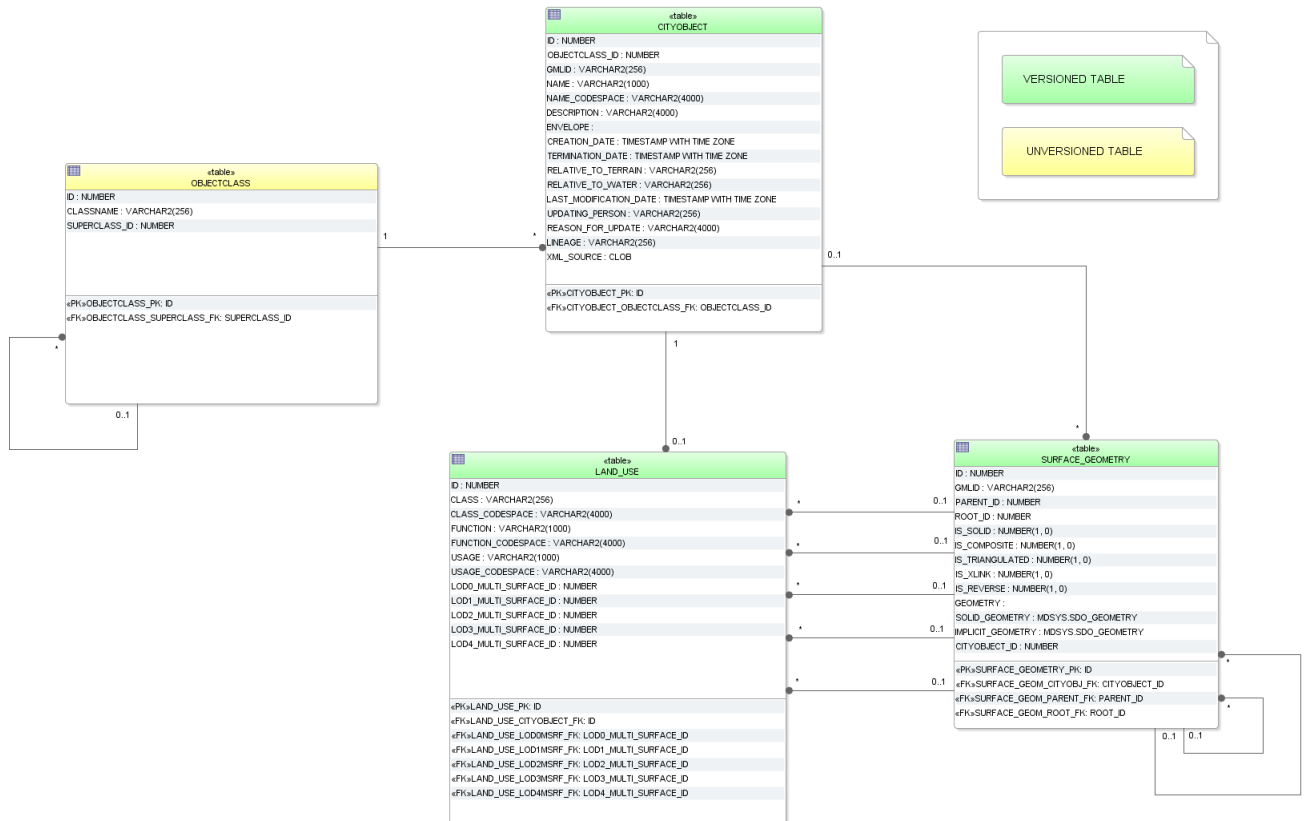 «table»
CITYOBJECT
ID : NUMBER
OBJECTCLASS_ID : NUMBER
GMLID : VARCHAR2(256)
NAME : VARCHAR2(1000)
NAME_CODESPACE : VARCHAR2(4000)
DESCRIPTION : VARCHAR2(4000)
ENVELOPE :
CREATION_DATE : TIMESTAMP WITH TIME ZONE
TERMINATION_DATE : TIMESTAMP WITH TIME ZONE
RELATIVE_TO_TERRAIN : VARCHAR2(256)
RELATIVE_TO_WATER : VARCHAR2(256)
LAST_MODIFICATION_DATE : TIMESTAMP WITH TIME ZONE
UPDATING_PERSON : VARCHAR2(256)
REASON_FOR_UPDATE : VARCHAR2(4000)
LINEAGE : VARCHAR2(256)
XML_SOURCE : CLOB
«PK»CITYOBJECT_PK: ID
«FK»CITYOBJECT_OBJECTCLASS_FK: OBJECTCLASS_ID
VERSIONED TABLE
UNVERSIONED TABLE
«table»
OBJECTCLASS
ID : NUMBER
CLASSNAME : VARCHAR2(256)
SUPERCLASS_ID : NUMBER
«PK»OBJECTCLASS_PK: ID
«FK»OBJECTCLASS_SUPERCLASS_FK: SUPERCLASS_ID
1
*
*
0..1
0..1
*
1
0..1
«table»
LAND_USE
ID : NUMBER
CLASS : VARCHAR2(256)
CLASS_CODESPACE : VARCHAR2(4000)
FUNCTION : VARCHAR2(1000)
FUNCTION_CODESPACE : VARCHAR2(4000)
USAGE : VARCHAR2(1000)
USAGE_CODESPACE : VARCHAR2(4000)
LOD0_MULTI_SURFACE_ID : NUMBER
LOD1_MULTI_SURFACE_ID : NUMBER
LOD2_MULTI_SURFACE_ID : NUMBER
LOD3_MULTI_SURFACE_ID : NUMBER
LOD4_MULTI_SURFACE_ID : NUMBER
«PK»LAND_USE_PK: ID
«FK»LAND_USE_CITYOBJECT_FK: ID
«FK»LAND_USE_LOD0MSRF_FK: LOD0_MULTI_SURFACE_ID
«FK»LAND_USE_LOD1MSRF_FK: LOD1_MULTI_SURFACE_ID
«FK»LAND_USE_LOD2MSRF_FK: LOD2_MULTI_SURFACE_ID
«FK»LAND_USE_LOD3MSRF_FK: LOD3_MULTI_SURFACE_ID
«FK»LAND_USE_LOD4MSRF_FK: LOD4_MULTI_SURFACE_ID
* 0..1
* 0..1
* 0..1
* 0..1
* 0..1
«table»
SURFACE_GEOMETRY
ID : NUMBER
GMLID : VARCHAR2(256)
PARENT_ID : NUMBER
ROOT_ID : NUMBER
IS_SOLID : NUMBER(1, 0)
IS_COMPOSITE : NUMBER(1, 0)
IS_TRIANGULATED : NUMBER(1, 0)
IS_XLINK : NUMBER(1, 0)
IS_REVERSE : NUMBER(1, 0)
GEOMETRY :
SOLID_GEOMETRY : MDSYS.SDO_GEOMETRY
IMPLICIT_GEOMETRY : MDSYS.SDO_GEOMETRY
CITYOBJECT_ID : NUMBER
«PK»SURFACE_GEOMETRY_PK: ID
«FK»SURFACE_GEOM_CITYOBJ_FK: CITYOBJECT_ID
«FK»SURFACE_GEOM_PARENT_FK: PARENT_ID
«FK»SURFACE_GEOM_ROOT_FK: ROOT_ID
*
*
0..1 0..1